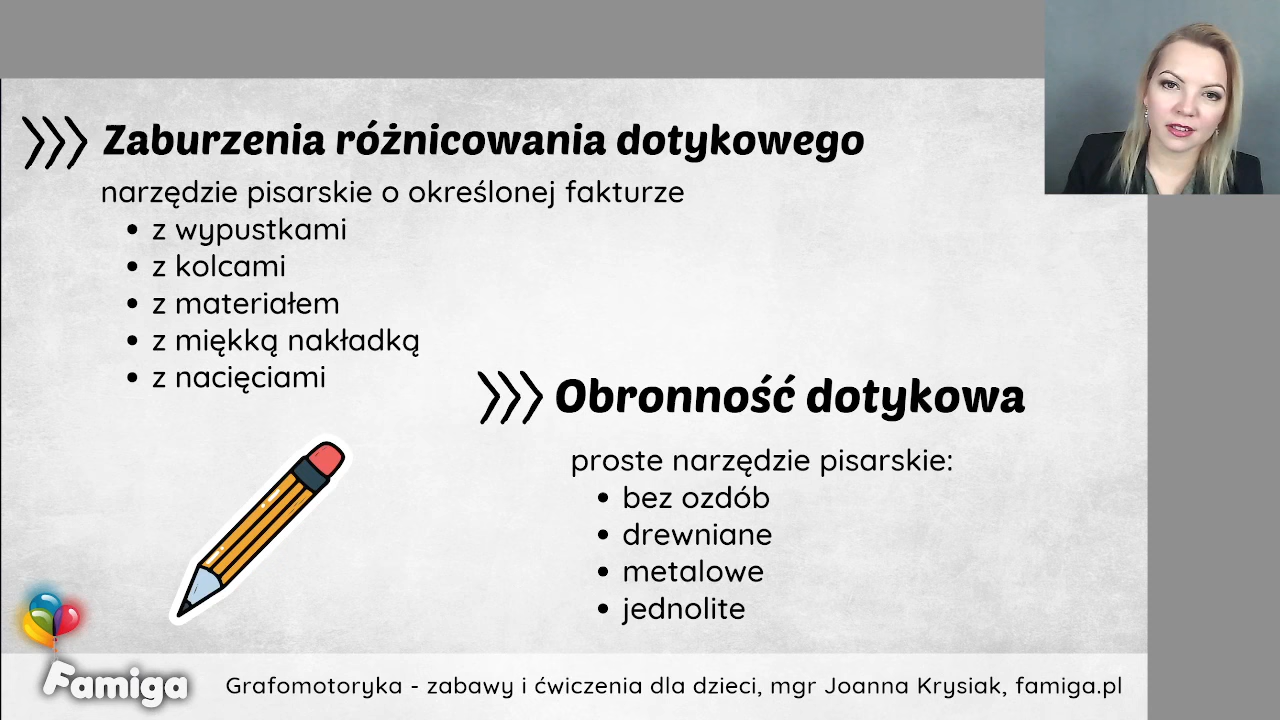 Zaburzenia różnicowania dotykowego
narzędzie pisarskie o określonej fakturze
• z wypustkami
• z kolcami
• z materiałem
• z miękką nakładką
• z nacięciami
Obronność dotykowa
proste narzędzie pisarskie:
• bez ozdób
• drewniane
• metalowe
• jednolite
Famiga
Grafomotoryka - zabawy i ćwiczenia dla dzieci, mgr Joanna Krysiak, famiga.pl